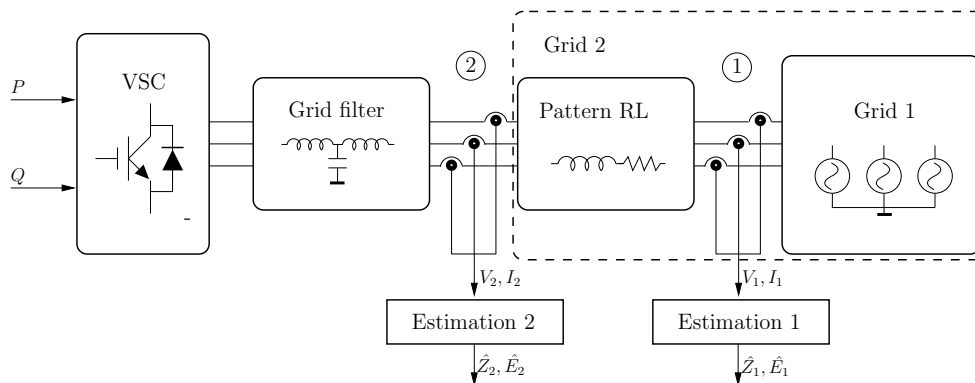 Grid 2
VSC
②
①
P
Grid filter
Pattern RL
Grid 1
Q
-
V₂, I₂
V₁, I₁
Estimation 2
Estimation 1
Ẑ₂, Ê₂
Ẑ₁, Ê₁